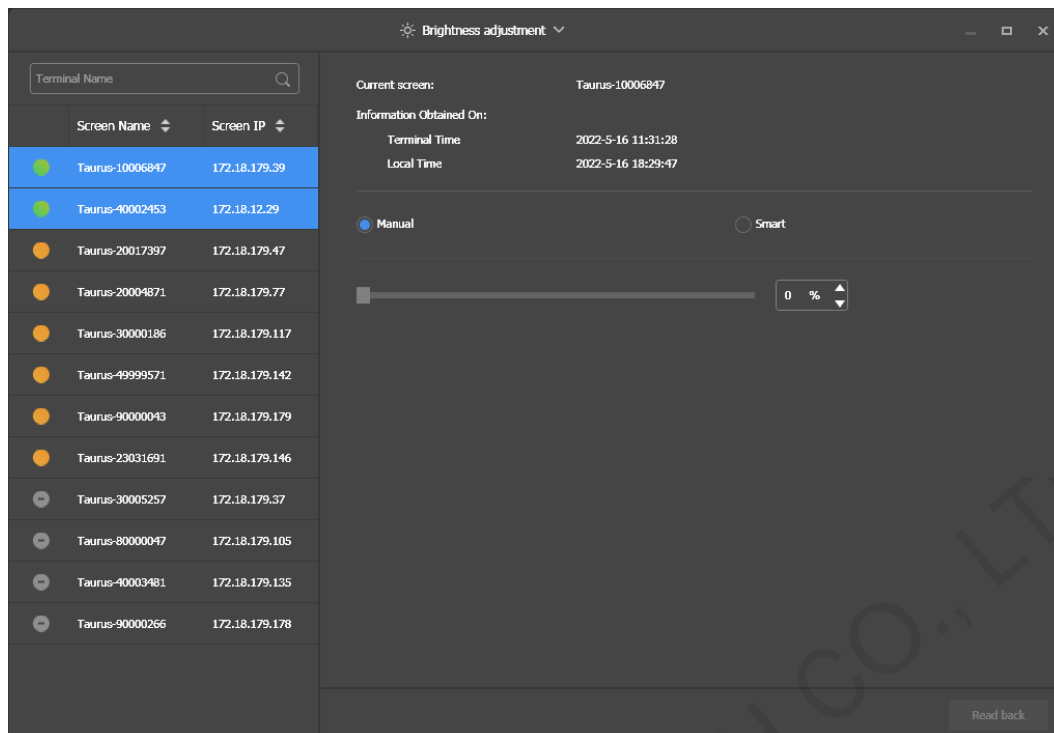 Brightness adjustment
Terminal Name
Screen Name Screen IP
Taurus-10006847 172.18.179.39
Taurus-40002453 172.18.12.29
Taurus-20017397 172.18.179.47
Taurus-20004871 172.18.179.77
Taurus-30000186 172.18.179.117
Taurus-49999571 172.18.179.142
Taurus-90000043 172.18.179.179
Taurus-23031691 172.18.179.146
Taurus-30005257 172.18.179.37
Taurus-80000047 172.18.179.105
Taurus-40003481 172.18.179.135
Taurus-90000266 172.18.179.178
Current screen: Taurus-10006847
Information Obtained On:
Terminal Time 2022-5-16 11:31:28
Local Time 2022-5-16 18:29:47
Manual Smart
0 %
Read back
CO., LT